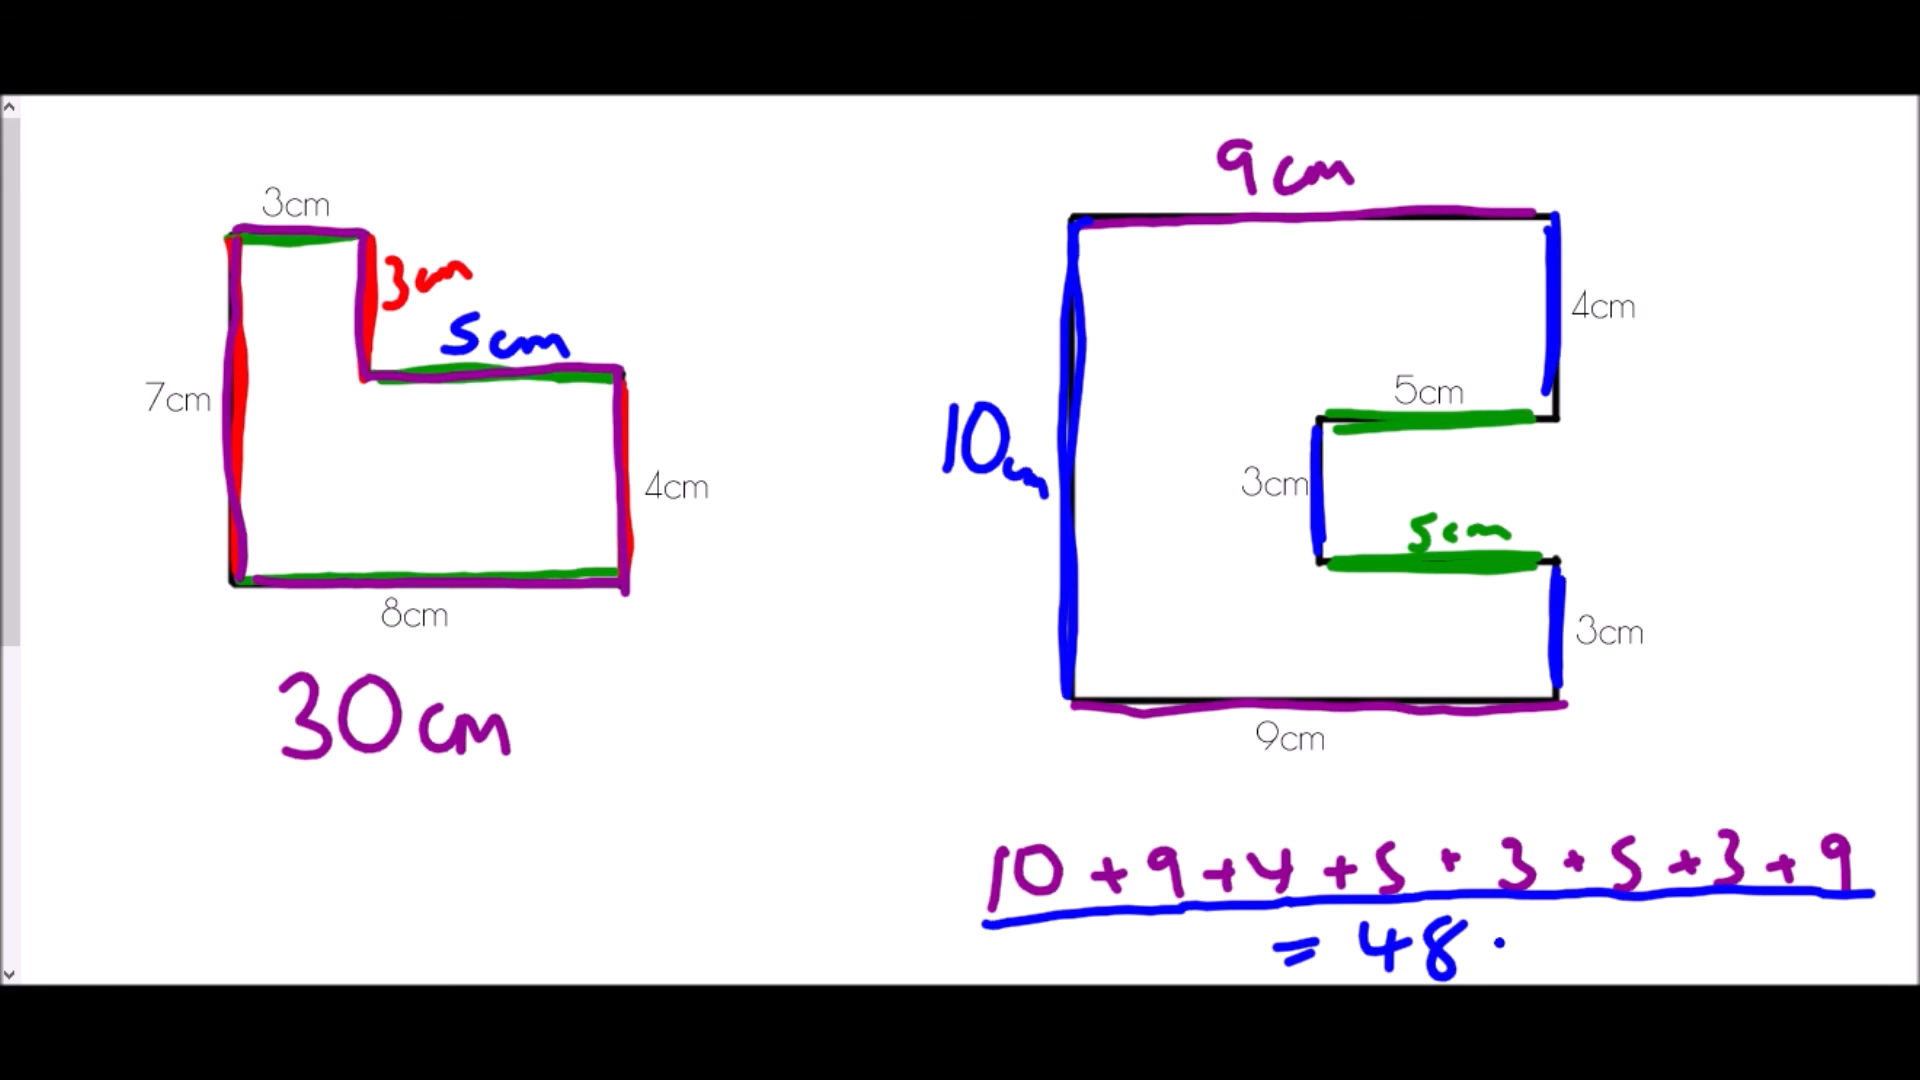 3cm
3cm
5cm
7cm
4cm
8cm
30cm
9cm
4cm
5cm
10cm
3cm
5cm
3cm
9cm
10 + 9 + 4 + 5 + 3 + 5 + 3 + 9
= 48